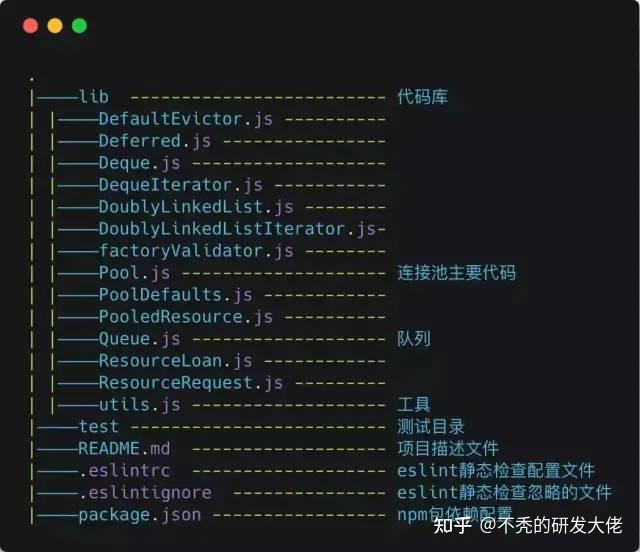 .
|————lib ------------------------- 代码库
| |————DefaultEvictor.js ----------
| |————Deferred.js ----------------
| |————Deque.js -------------------
| |————DequeIterator.js -----------
| |————DoublyLinkedList.js --------
| |————DoublyLinkedListIterator.js-
| |————factoryValidator.js --------
| |————Pool.js -------------------- 连接池主要代码
| |————PoolDefaults.js ------------
| |————PooledResource.js ----------
| |————Queue.js ------------------- 队列
| |————ResourceLoan.js ------------
| |————ResourceRequest.js ---------
| |————utils.js ------------------- 工具
|————test ------------------------- 测试目录
|————README.md ------------------- 项目描述文件
|————.eslintrc ------------------- eslint静态检查配置文件
|————.eslintignore --------------- eslint静态检查忽略的文件
|————package.json ----------------- npm包依赖配置
知乎 @不秃的研发大佬